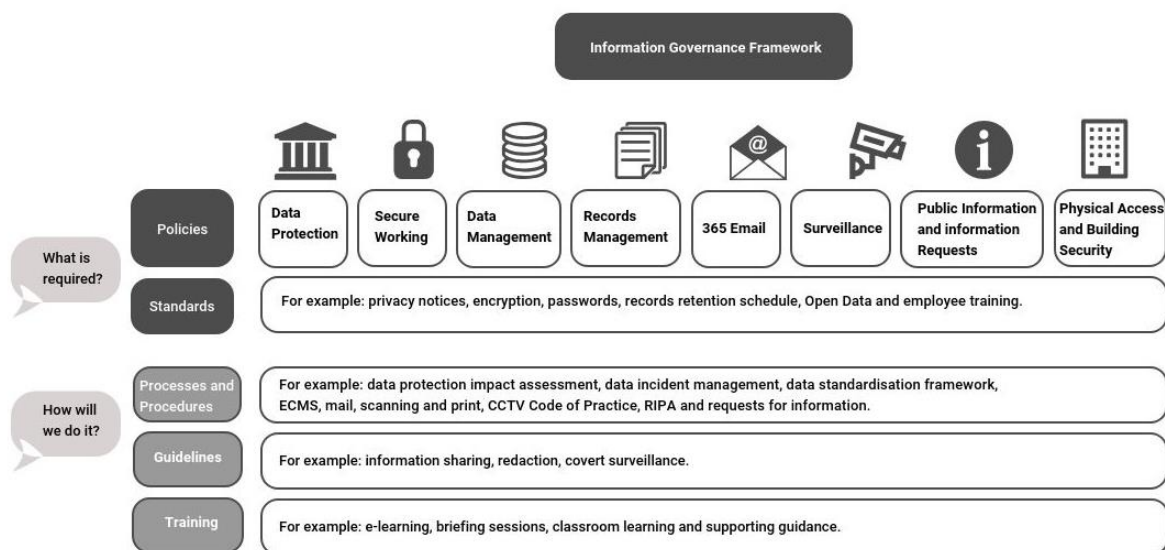 Information Governance Framework
@
i
Policies
Data
Protection
Secure
Working
Data
Management
Records
Management
365 Email
Surveillance
Public Information
and information
Requests
Physical Access
and Building
Security
What is
required?
Standards
For example: privacy notices, encryption, passwords, records retention schedule, Open Data and employee training.
Processes and
Procedures
For example: data protection impact assessment, data incident management, data standardisation framework,
ECMS, mail, scanning and print, CCTV Code of Practice, RIPA and requests for information.
How will
we do it?
Guidelines
For example: information sharing, redaction, covert surveillance.
Training
For example: e-learning, briefing sessions, classroom learning and supporting guidance.